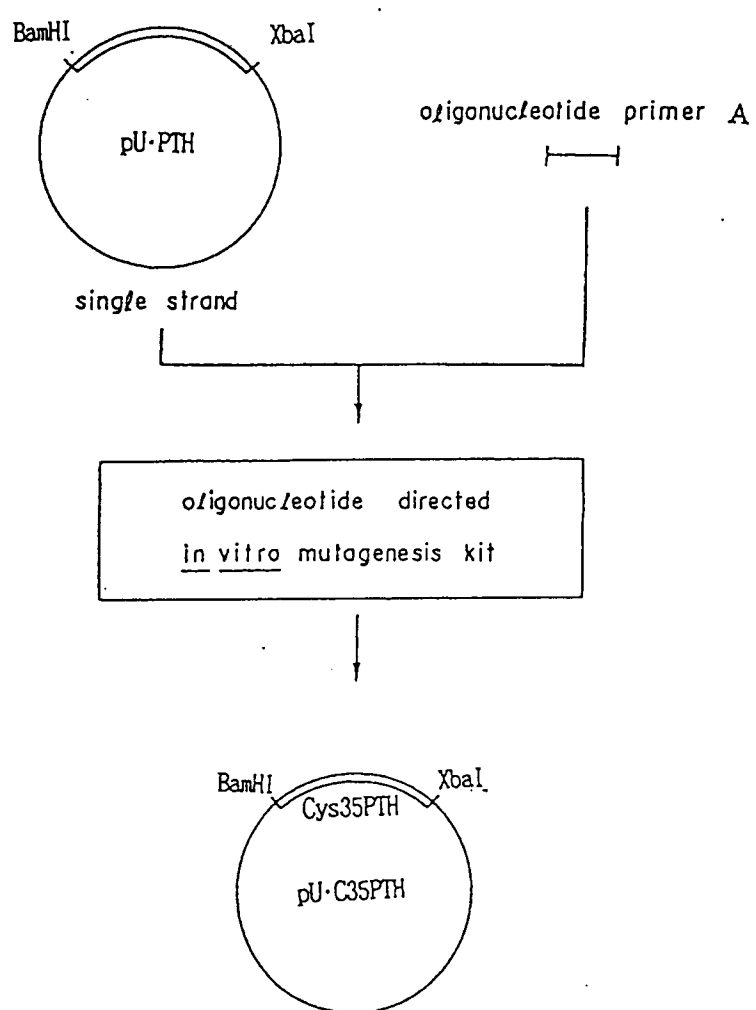 BamHI XbaI
pU·PTH
oligonucleotide primer A
single strand
oligonucleotide directed
in vitro mutagenesis kit
BamHI XbaI
Cys35PTH
pU·C35PTH